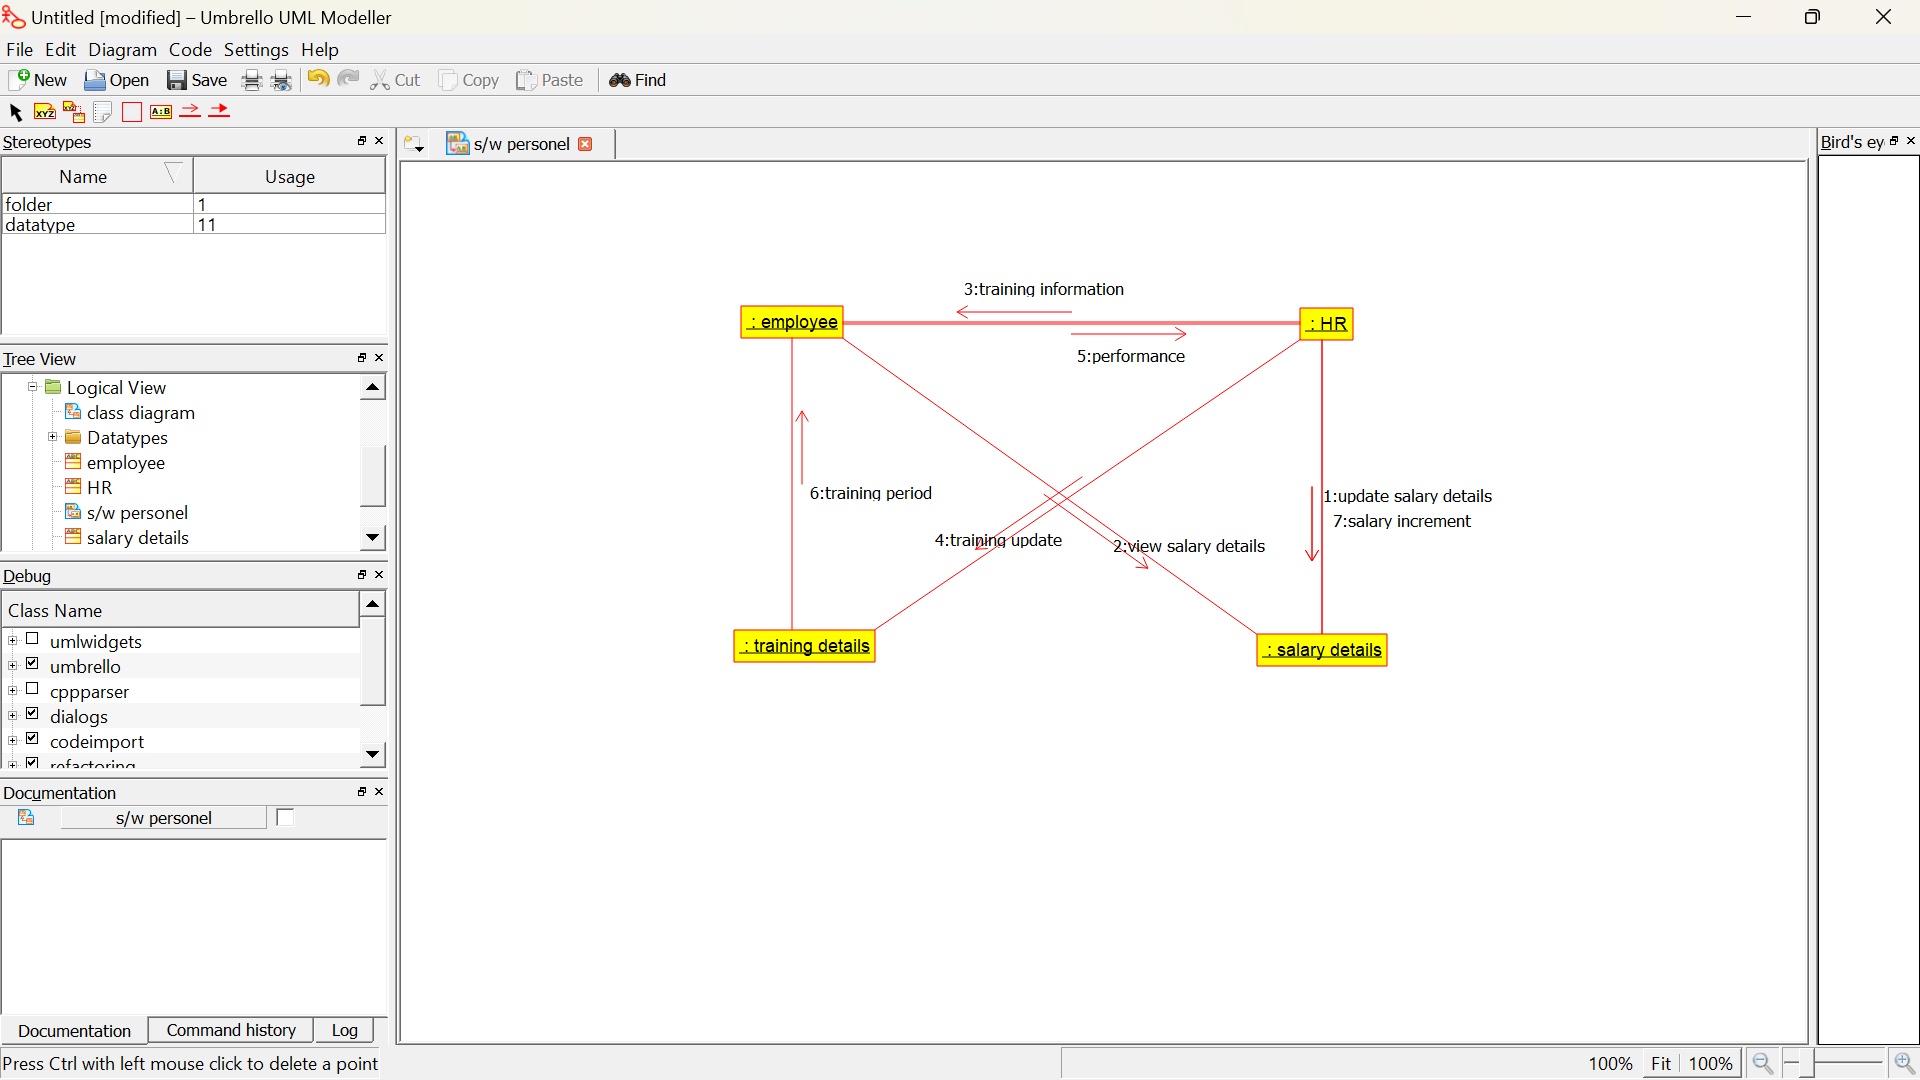 Untitled [modified] – Umbrello UML Modeller
File Edit Diagram Code Settings Help
New Open Save Cut Copy Paste Find
XYZ XYZ A:B
Stereotypes
Name Usage
folder 1
datatype 11
Tree View
Logical View
class diagram
Datatypes
employee
HR
s/w personel
salary details
Debug
Class Name
umlwidgets
umbrello
cppparser
dialogs
codeimport
refactoring
Documentation
s/w personel
Documentation Command history Log
Press Ctrl with left mouse click to delete a point
s/w personel
3:training information
: employee
: HR
5:performance
6:training period
1:update salary details
7:salary increment
4:training update
2:view salary details
: training details
: salary details
Bird's ey
100% Fit 100%